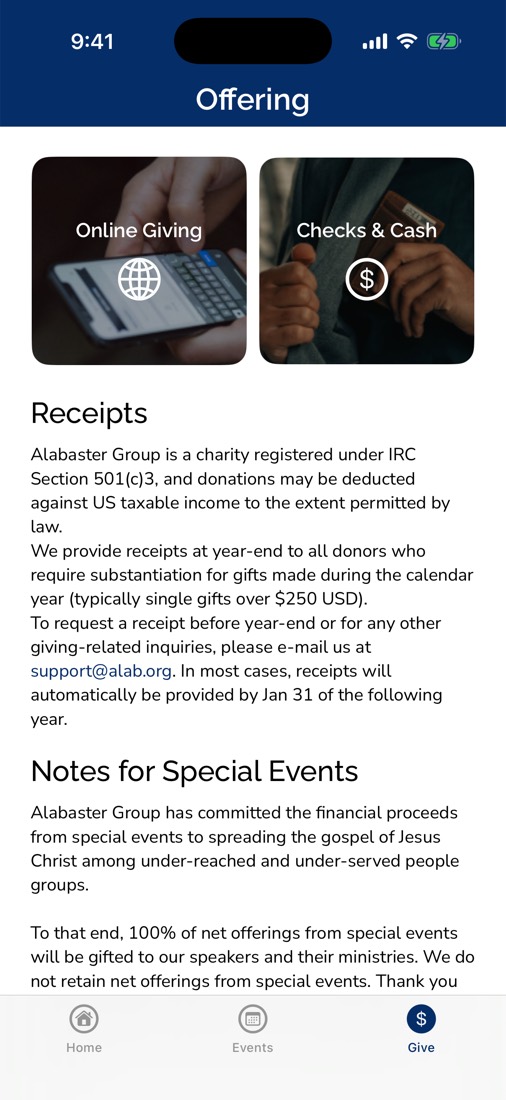 9:41
Offering
Online Giving
Checks & Cash
$
Receipts
Alabaster Group is a charity registered under IRC
Section 501(c)3, and donations may be deducted
against US taxable income to the extent permitted by
law.
We provide receipts at year-end to all donors who
require substantiation for gifts made during the calendar
year (typically single gifts over $250 USD).
To request a receipt before year-end or for any other
giving-related inquiries, please e-mail us at
support@alab.org. In most cases, receipts will
automatically be provided by Jan 31 of the following
year.
Notes for Special Events
Alabaster Group has committed the financial proceeds
from special events to spreading the gospel of Jesus
Christ among under-reached and under-served people
groups.
To that end, 100% of net offerings from special events
will be gifted to our speakers and their ministries. We do
not retain net offerings from special events. Thank you
$
Home
Events
Give